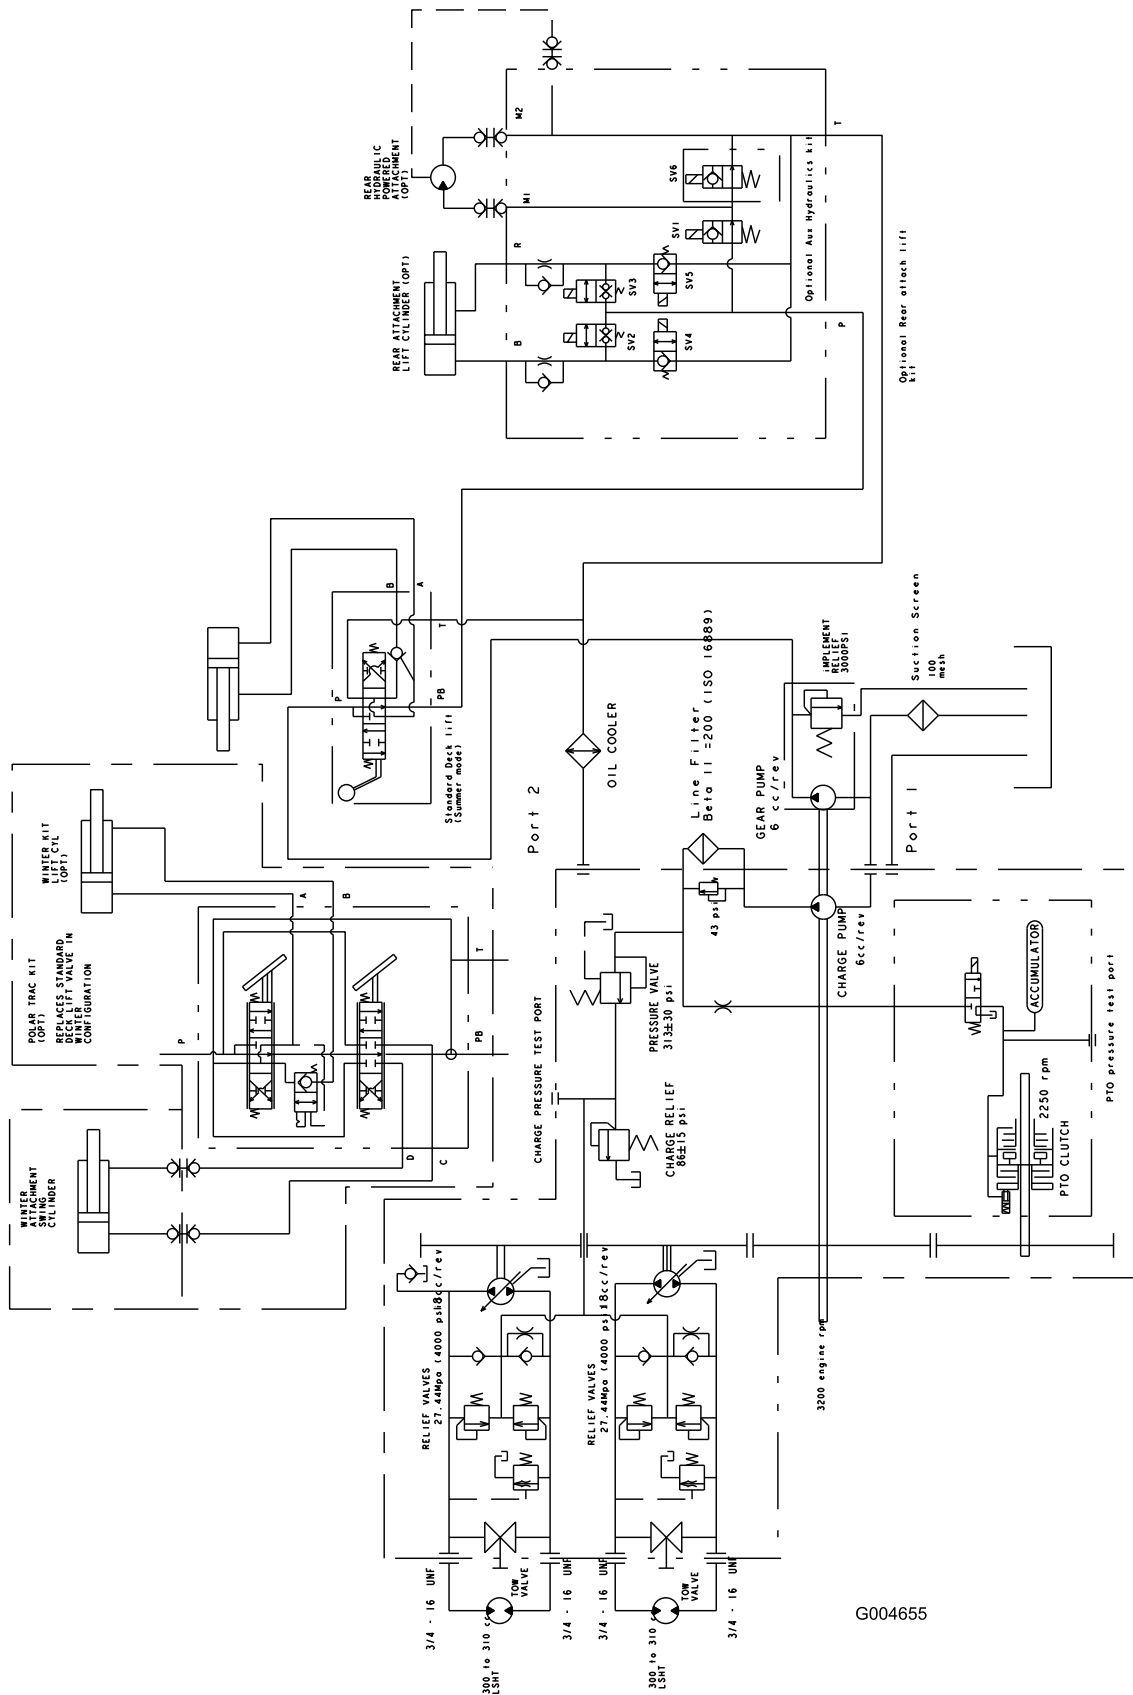 REAR
HYDRAULIC
POWERED
ATTACHMENT
(OPT)
M2
M1
T
SV6
SV1
Optional Aux Hydraulics kit
REAR ATTACHMENT
LIFT CYLINDER (OPT)
R
B
SV3
SV2
SV5
SV4
P
Optional Rear attach lift
kit
B
A
T
P
PB
Standard Deck lift
(Summer mode)
OIL COOLER
Port 2
Line Filter
Beta 11 =200 (ISO 16889)
IMPLEMENT
RELIEF
3000PSI
Suction Screen
100
mesh
GEAR PUMP
6 cc/rev
Port 1
WINTER KIT
LIFT CYL
(OPT)
POLAR TRAC KIT
(OPT)
REPLACES STANDARD
DECK LIFT VALVE IN
WINTER
CONFIGURATION
A
B
P
T
PB
D
C
WINTER
ATTACHMENT
SWING
CYLINDER
43 psi
CHARGE PUMP
6cc/rev
PRESSURE VALVE
313±30 psi
CHARGE PRESSURE TEST PORT
CHARGE RELIEF
86±15 psi
ACCUMULATOR
PTO pressure test port
2250 rpm
PTO CLUTCH
RELIEF VALVES
27.44Mpa (4000 psi)
18cc/rev
RELIEF VALVES
27.44Mpa (4000 psi)
18cc/rev
3200 engine rpm
TOW
VALVE
TOW
VALVE
3/4 - 16 UNF
3/4 - 16 UNF
3/4 - 16 UNF
3/4 - 16 UNF
300 to 310 cc
LSHT
300 to 310 c
LSHT
G004655